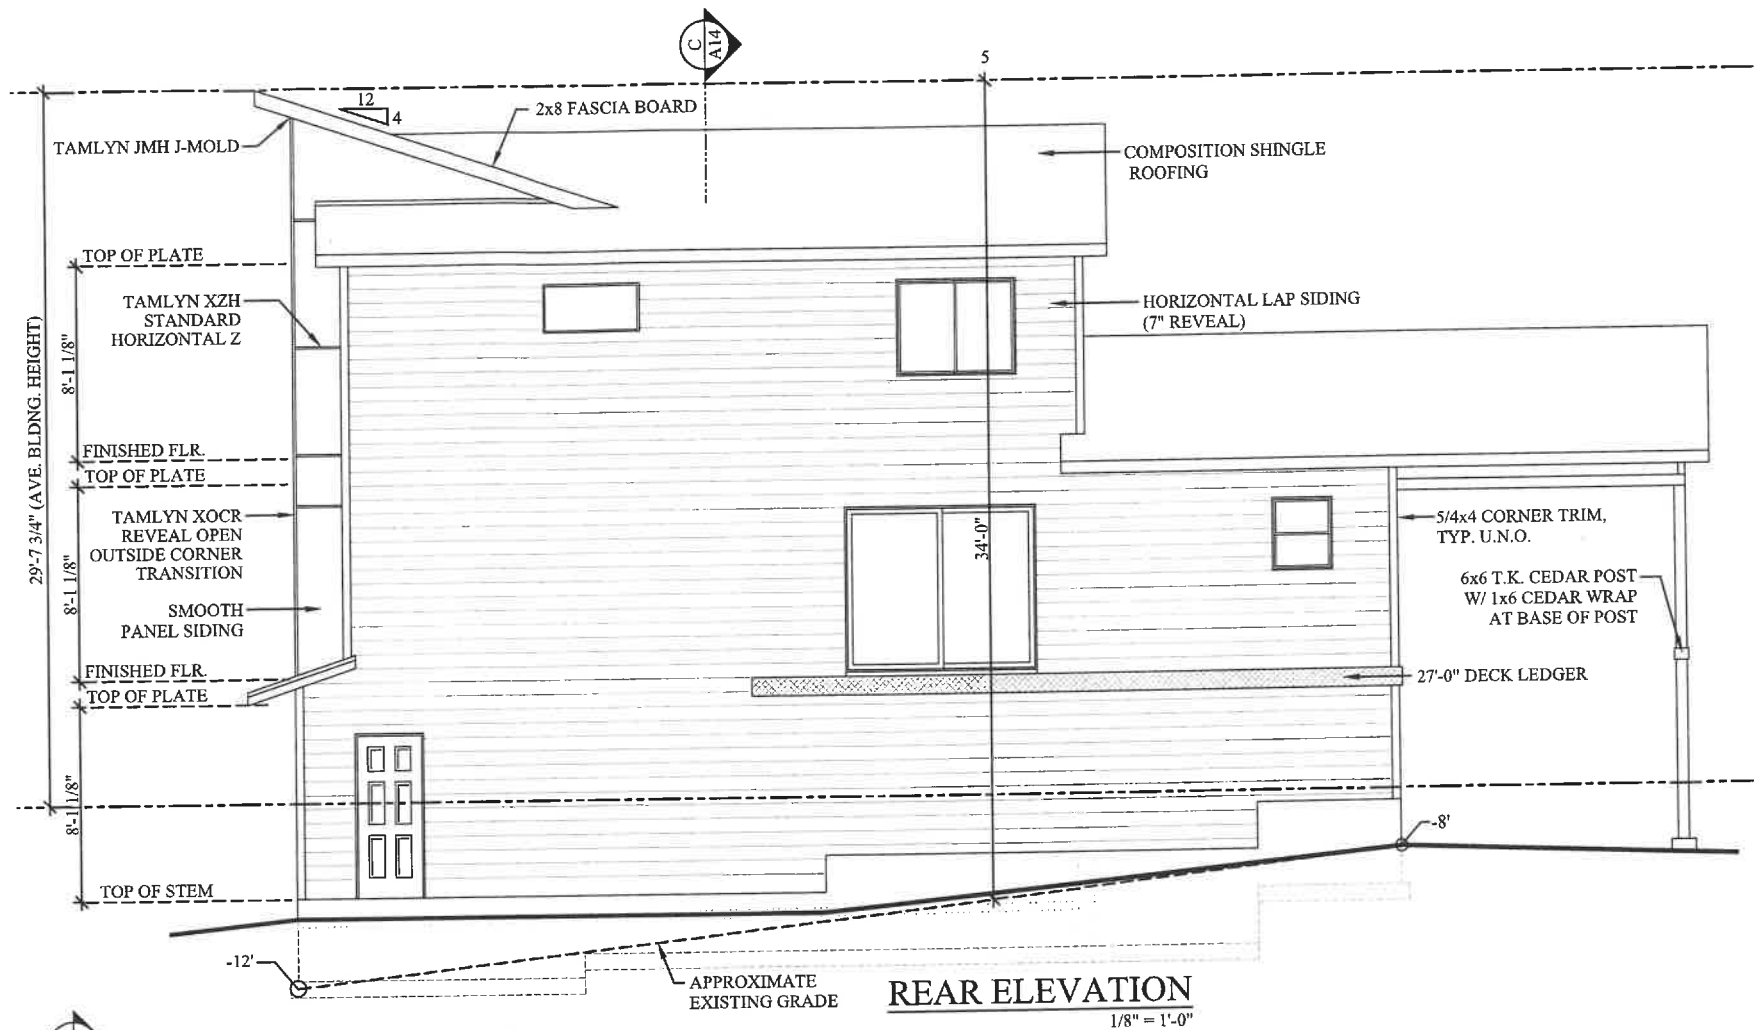 C
A14
5
12
4
2x8 FASCIA BOARD
TAMLYN JMH J-MOLD
COMPOSITION SHINGLE
ROOFING
TOP OF PLATE
TAMLYN XZH
STANDARD
HORIZONTAL Z
HORIZONTAL LAP SIDING
(7" REVEAL)
29'-7 3/4" (AVE. BLDNG. HEIGHT)
8'-1 1/8"
FINISHED FLR.
TOP OF PLATE
TAMLYN XOCR
REVEAL OPEN
OUTSIDE CORNER
TRANSITION
8'-1 1/8"
34'-0"
5/4x4 CORNER TRIM,
TYP. U.N.O.
6x6 T.K. CEDAR POST
W/ 1x6 CEDAR WRAP
AT BASE OF POST
SMOOTH
PANEL SIDING
FINISHED FLR.
TOP OF PLATE
27'-0" DECK LEDGER
8'-1 1/8"
-8'
TOP OF STEM
-12'
APPROXIMATE
EXISTING GRADE
REAR ELEVATION
1/8" = 1'-0"